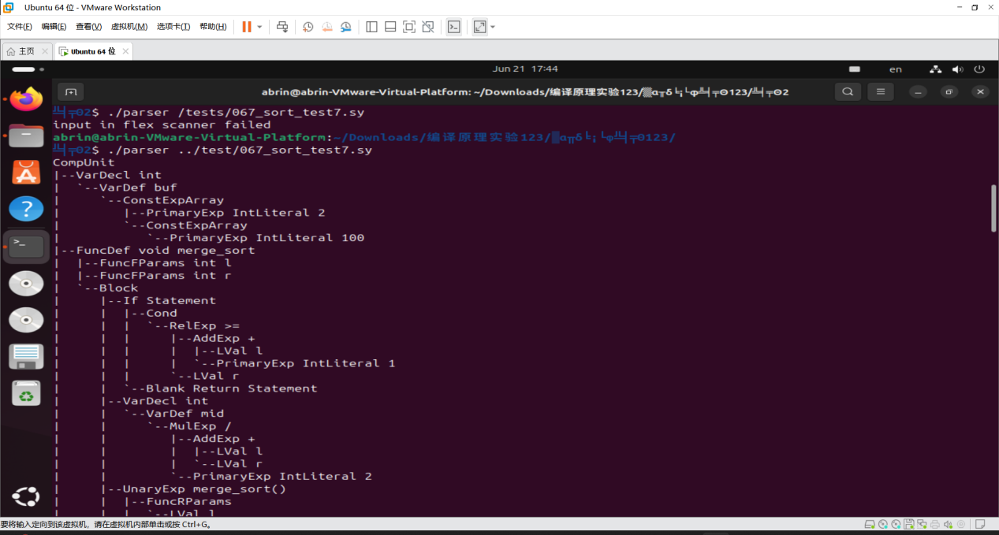 Ubuntu 64 位 - VMware Workstation
文件(F) 编辑(E) 查看(V) 虚拟机(M) 选项卡(T) 帮助(H)
主页 Ubuntu 64 位
Jun 21 17:44 en
abrin@abrin-VMware-Virtual-Platform: ~/Downloads/编译原理实验123/▒α╥δ╘¡└φ╩╡╤Θ123/╩╡╤Θ2
╩╡╤Θ2$ ./parser /tests/067_sort_test7.sy
input in flex scanner failed
abrin@abrin-VMware-Virtual-Platform:~/Downloads/编译原理实验123/▒α╥δ╘¡└φ╩╡╤Θ123/
╩╡╤Θ2$ ./parser ../test/067_sort_test7.sy
CompUnit
|--VarDecl int
|  `--VarDef buf
|     `--ConstExpArray
|        |--PrimaryExp IntLiteral 2
|        `--ConstExpArray
|           `--PrimaryExp IntLiteral 100
|--FuncDef void merge_sort
|  |--FuncFParams int l
|  |--FuncFParams int r
|  `--Block
|     |--If Statement
|     |  |--Cond
|     |  |  `--RelExp >=
|     |  |     |--AddExp +
|     |  |     |  |--LVal l
|     |  |     |  `--PrimaryExp IntLiteral 1
|     |  |     `--LVal r
|     |  `--Blank Return Statement
|     |--VarDecl int
|     |  `--VarDef mid
|     |     `--MulExp /
|     |        |--AddExp +
|     |        |  |--LVal l
|     |        |  `--LVal r
|     |        `--PrimaryExp IntLiteral 2
|     |--UnaryExp merge_sort()
|     |  |--FuncRParams
|     |  |  `--LVal l
要将输入定向到该虚拟机，请在虚拟机内部单击或按 Ctrl+G。